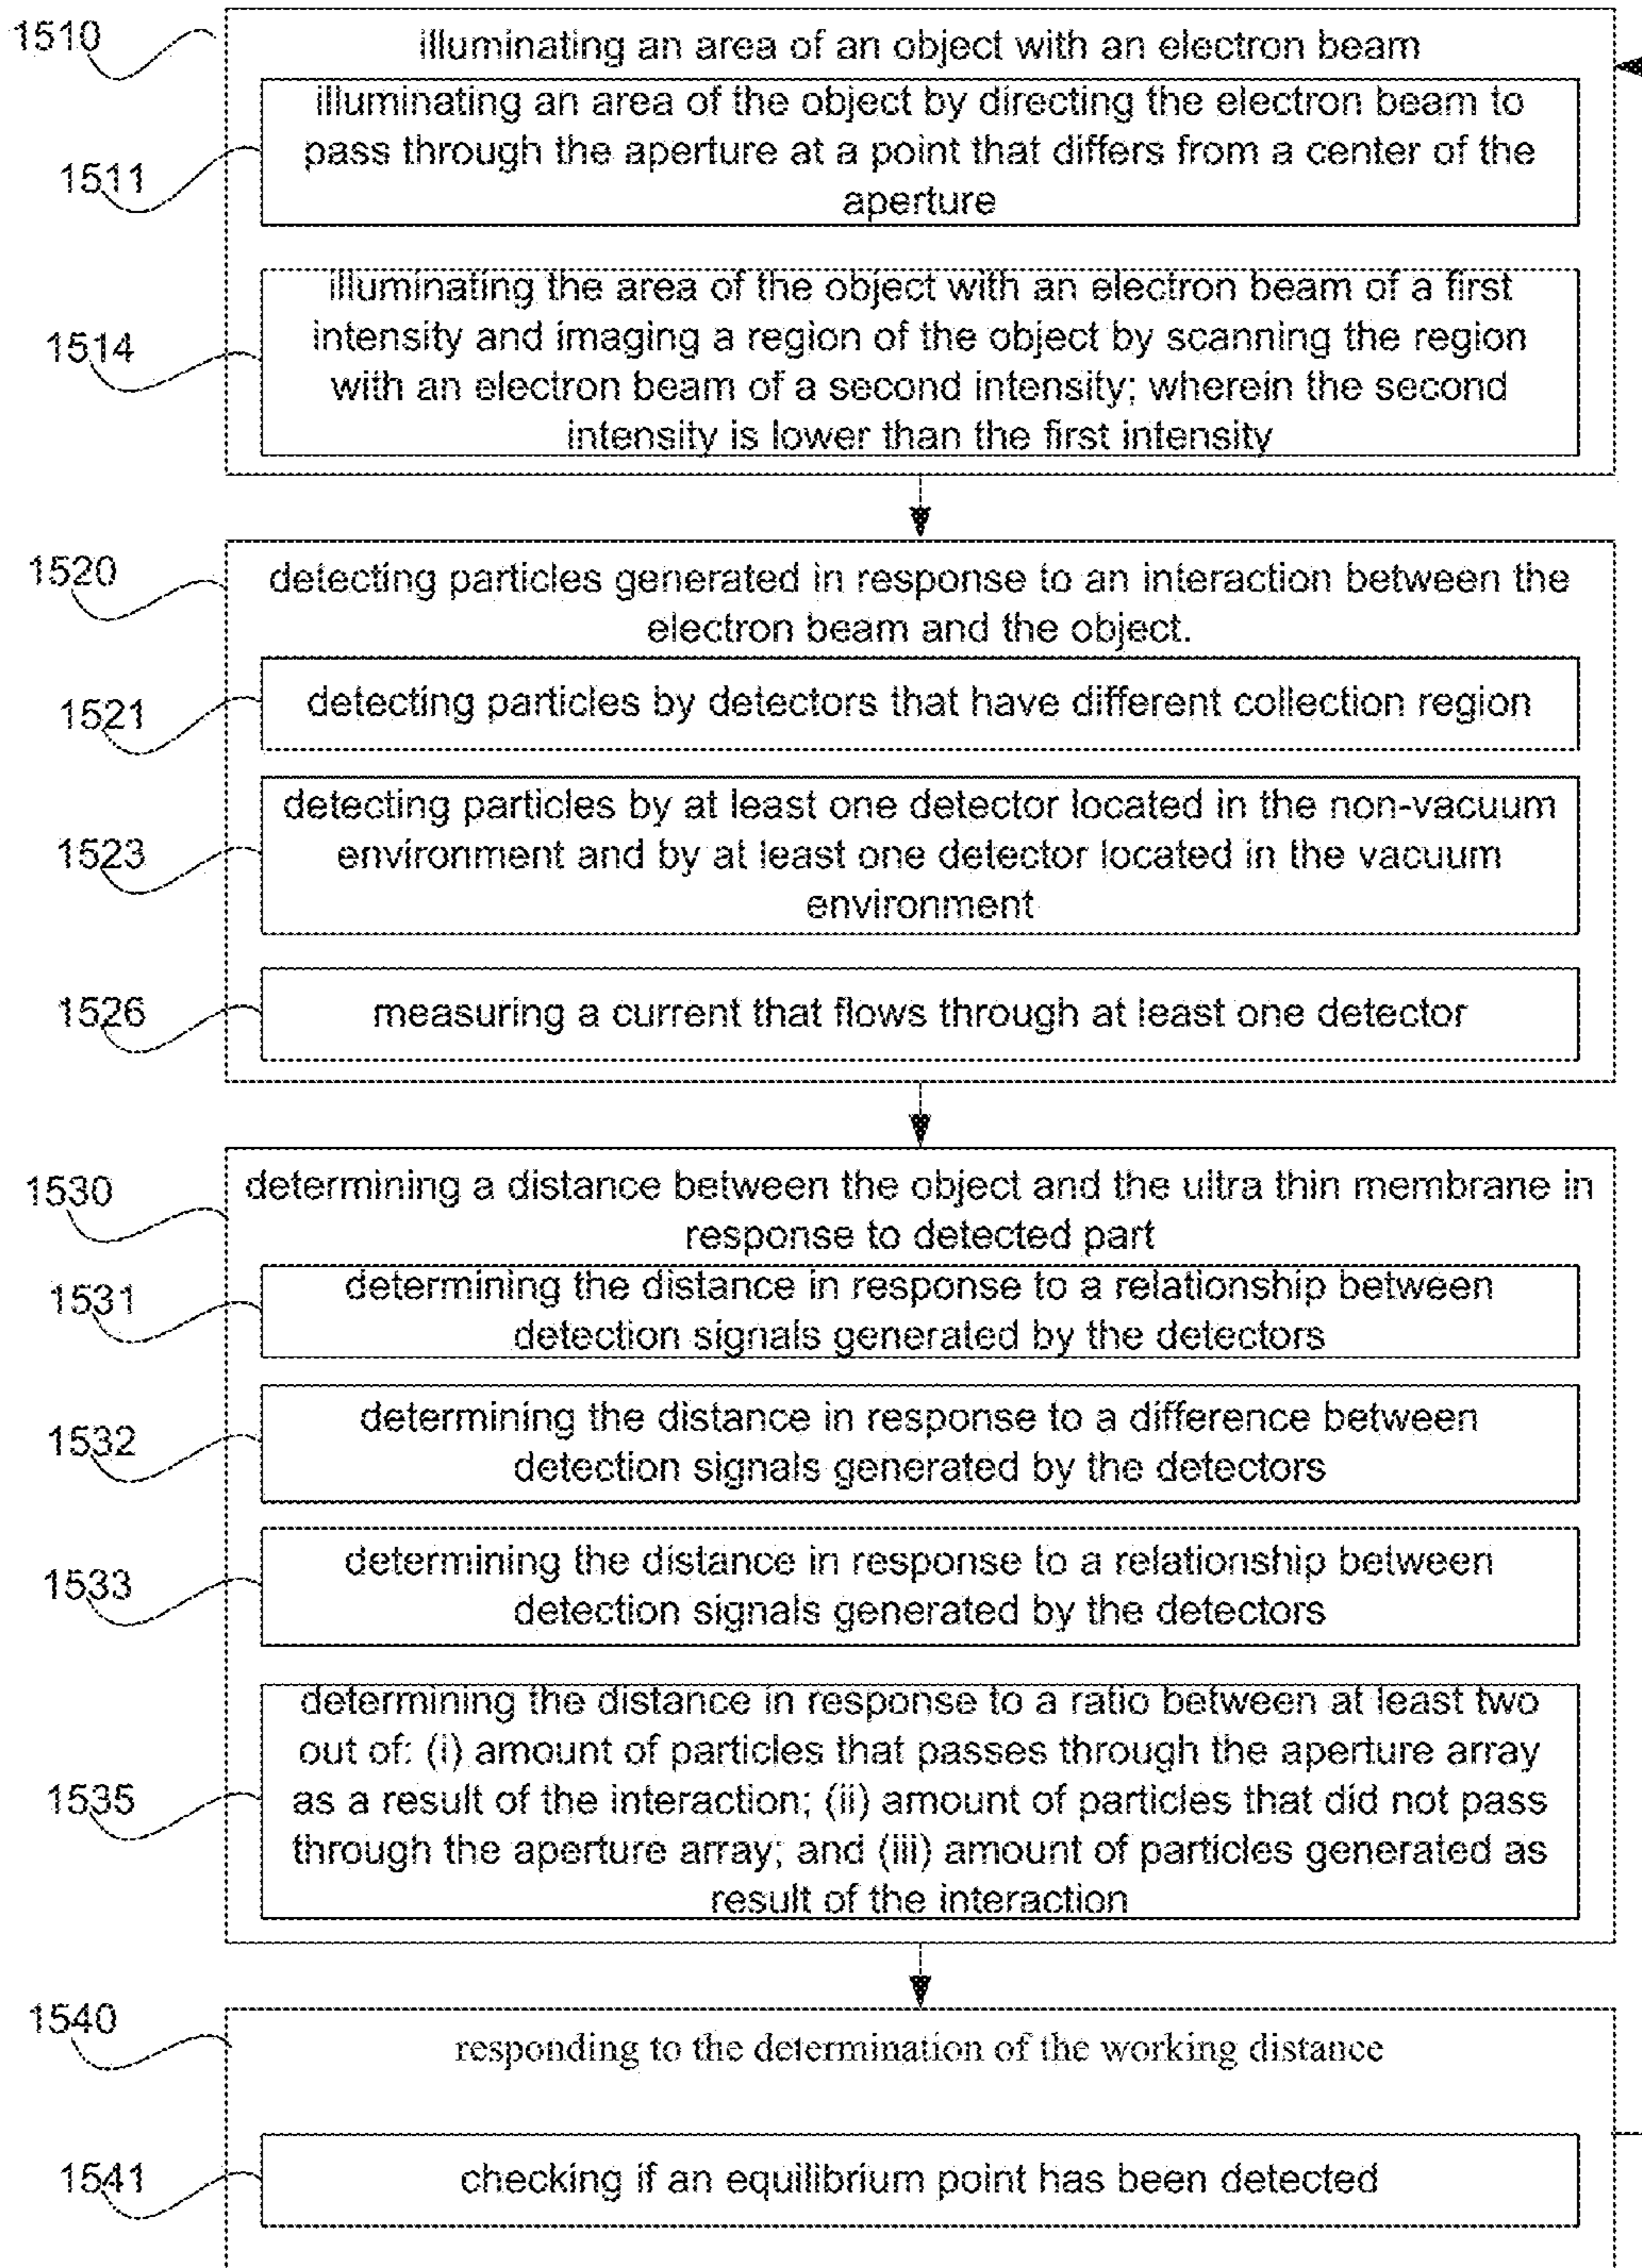 1510
illuminating an area of an object with an electron beam
1511
illuminating an area of the object by directing the electron beam to
pass through the aperture at a point that differs from a center of the
aperture
1514
illuminating the area of the object with an electron beam of a first
intensity and imaging a region of the object by scanning the region
with an electron beam of a second intensity; wherein the second
intensity is lower than the first intensity
1520
detecting particles generated in response to an interaction between the
electron beam and the object.
1521
detecting particles by detectors that have different collection region
1523
detecting particles by at least one detector located in the non-vacuum
environment and by at least one detector located in the vacuum
environment
1526
measuring a current that flows through at least one detector
1530
determining a distance between the object and the ultra thin membrane in
response to detected part
1531
determining the distance in response to a relationship between
detection signals generated by the detectors
1532
determining the distance in response to a difference between
detection signals generated by the detectors
1533
determining the distance in response to a relationship between
detection signals generated by the detectors
1535
determining the distance in response to a ratio between at least two
out of: (i) amount of particles that passes through the aperture array
as a result of the interaction; (ii) amount of particles that did not pass
through the aperture array; and (iii) amount of particles generated as
result of the interaction
1540
responding to the determination of the working distance
1541
checking if an equilibrium point has been detected